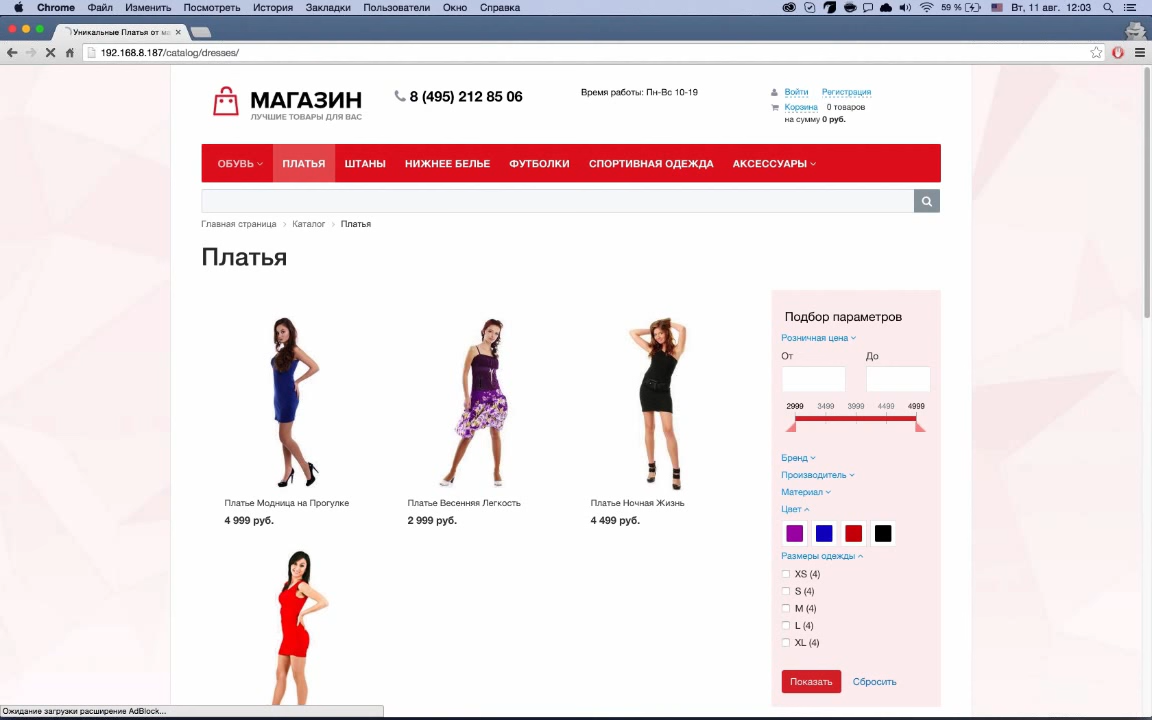 Chrome Файл Изменить Посмотреть История Закладки Пользователи Окно Справка 59 % Вт, 11 авг. 12:03
Уникальные Платья от ма
192.168.8.187/catalog/dresses/
МАГАЗИН
ЛУЧШИЕ ТОВАРЫ ДЛЯ ВАС
8 (495) 212 85 06
Время работы: Пн-Вс 10-19
Войти Регистрация
Корзина 0 товаров
на сумму 0 руб.
ОБУВЬ ПЛАТЬЯ ШТАНЫ НИЖНЕЕ БЕЛЬЕ ФУТБОЛКИ СПОРТИВНАЯ ОДЕЖДА АКСЕССУАРЫ
Главная страница Каталог Платья
Платья
Платье Модница на Прогулке
4 999 руб.
Платье Весенняя Легкость
2 999 руб.
Платье Ночная Жизнь
4 499 руб.
Подбор параметров
Розничная цена
От До
2999 3499 3999 4499 4999
Бренд
Производитель
Материал
Цвет
Размеры одежды
XS (4)
S (4)
M (4)
L (4)
XL (4)
Показать Сбросить
Ожидание загрузки расширение AdBlock...